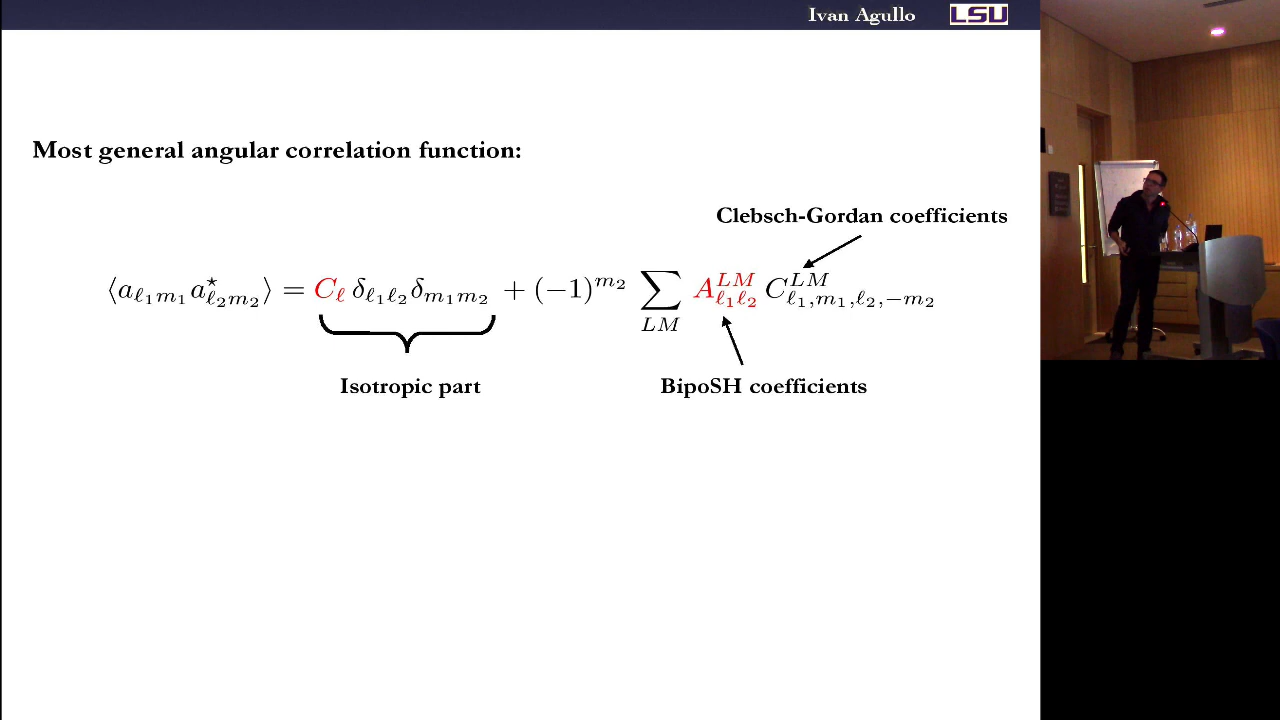 Ivan Agullo LSU
Most general angular correlation function:
Clebsch-Gordan coefficients
⟨a_{ℓ₁m₁} a^⋆_{ℓ₂m₂}⟩ = C_ℓ δ_{ℓ₁ℓ₂} δ_{m₁m₂} + (−1)^{m₂} ∑_{LM} A^{LM}_{ℓ₁ℓ₂} C^{LM}_{ℓ₁,m₁,ℓ₂,−m₂}
Isotropic part BipoSH coefficients